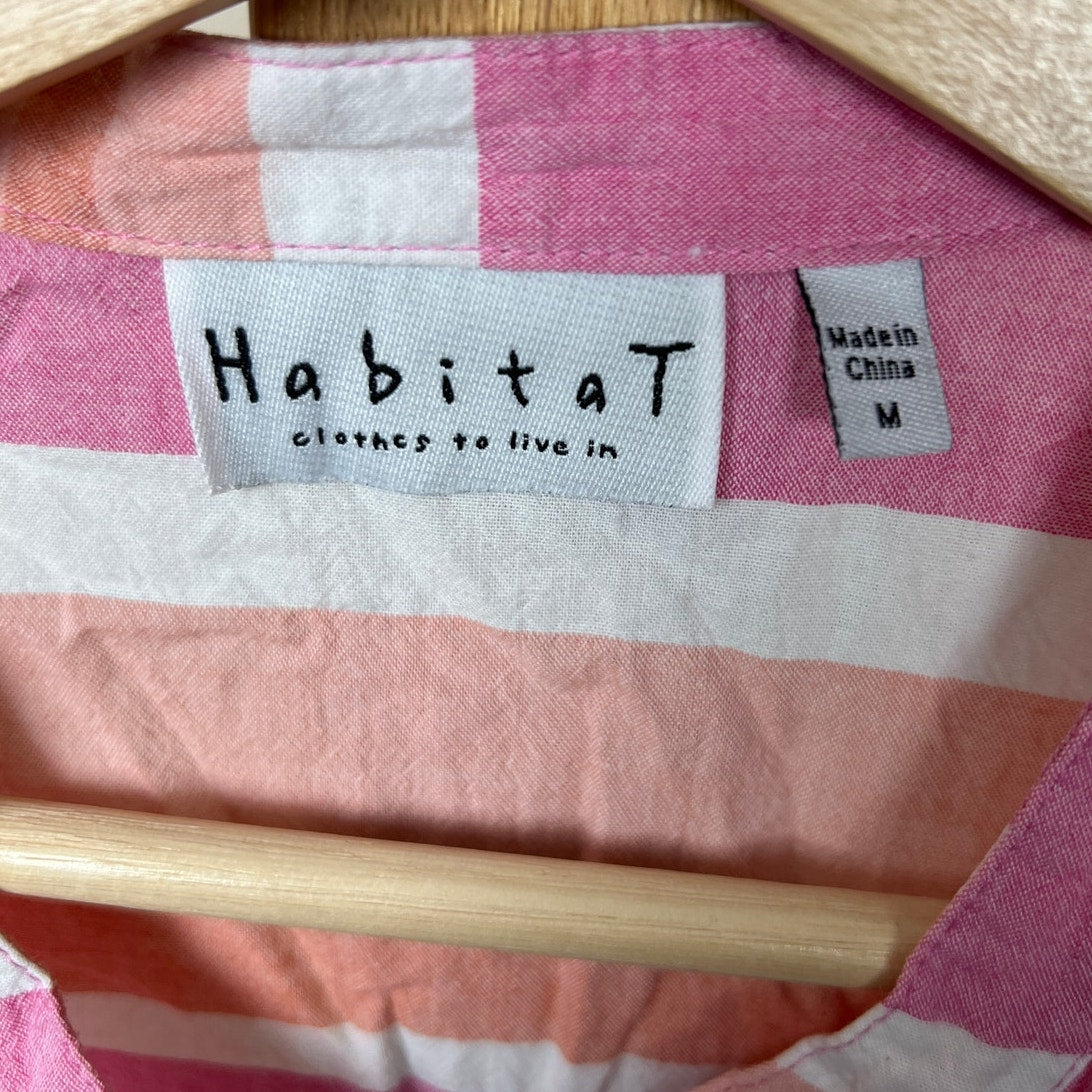 HabitaT
clothes to live in
Made in
China
M